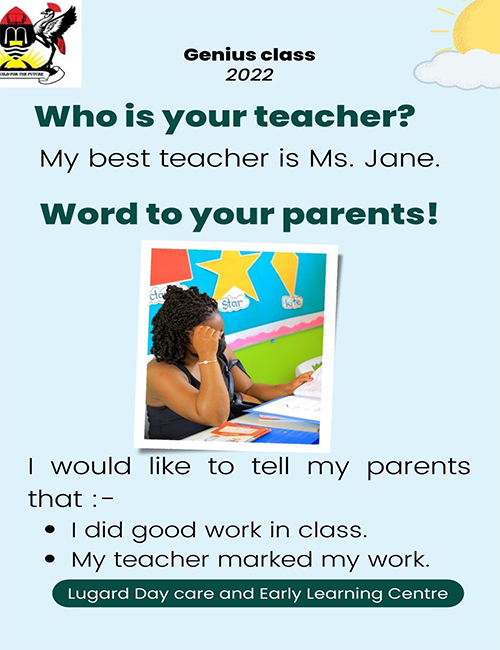 Genius class
2022
Who is your teacher?
My best teacher is Ms. Jane.
Word to your parents!
Star
kite
I would like to tell my parents
that :-
I did good work in class.
My teacher marked my work.
Lugard Day care and Early Learning Centre